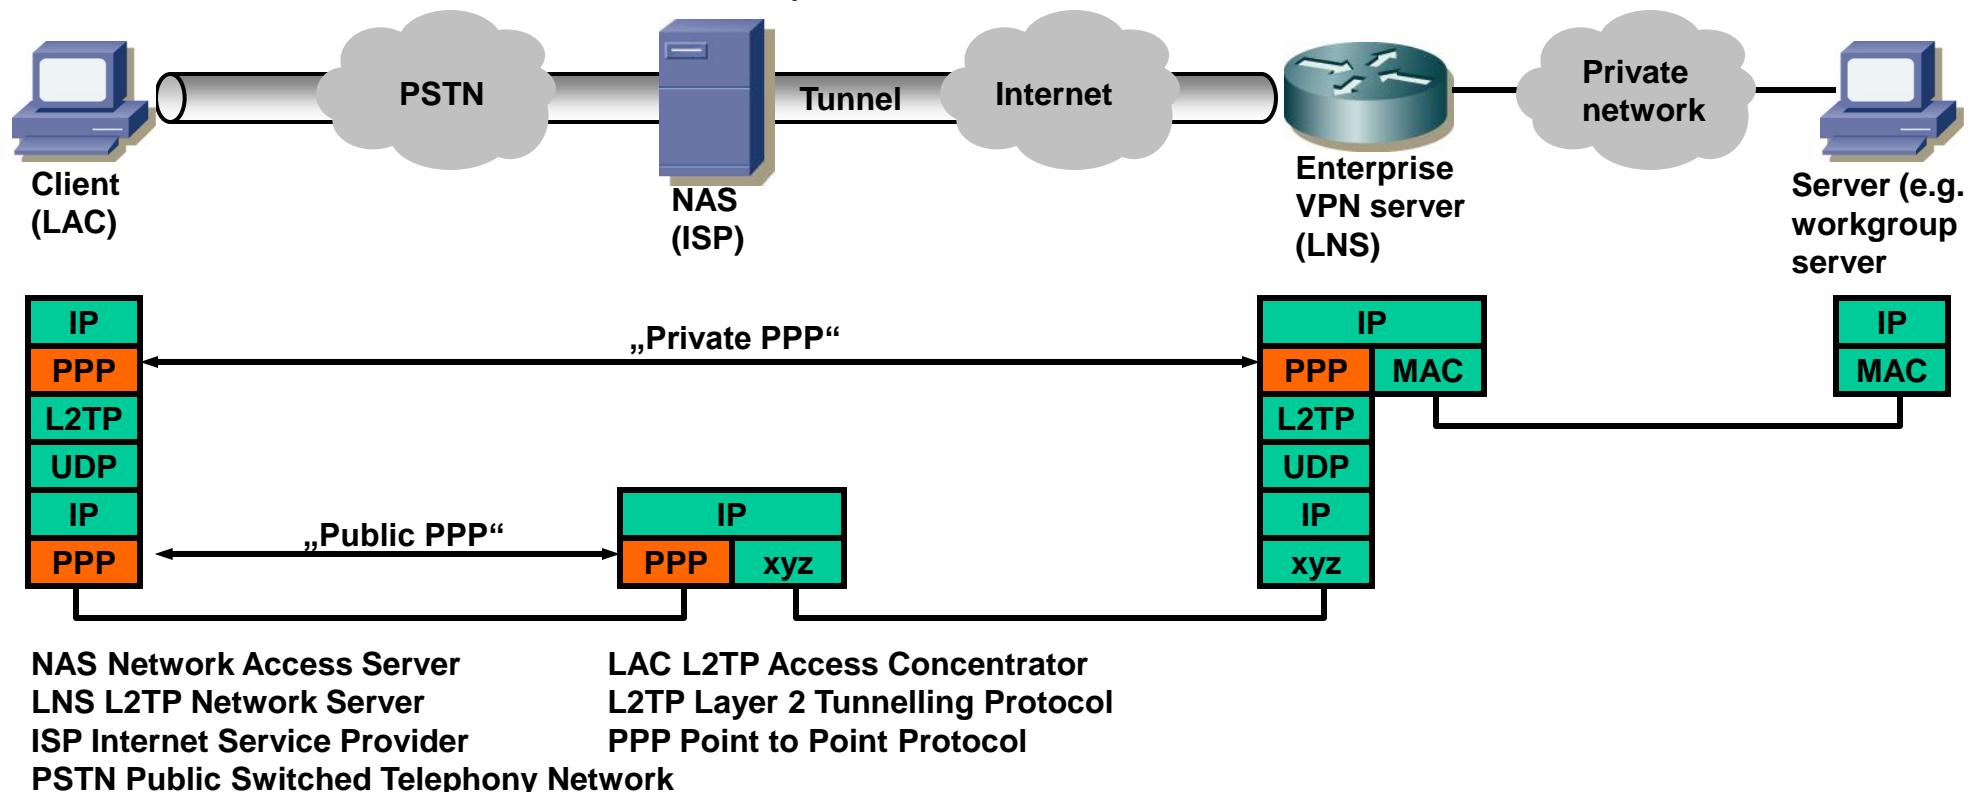 PSTN
Tunnel
Internet
Private
network
Client
(LAC)
NAS
(ISP)
Enterprise
VPN server
(LNS)
Server (e.g.
workgroup
server
IP
PPP
L2TP
UDP
IP
PPP
„Private PPP“
„Public PPP“
IP
PPP xyz
IP
PPP MAC
L2TP
UDP
IP
xyz
IP
MAC
NAS Network Access Server
LNS L2TP Network Server
ISP Internet Service Provider
PSTN Public Switched Telephony Network
LAC L2TP Access Concentrator
L2TP Layer 2 Tunnelling Protocol
PPP Point to Point Protocol